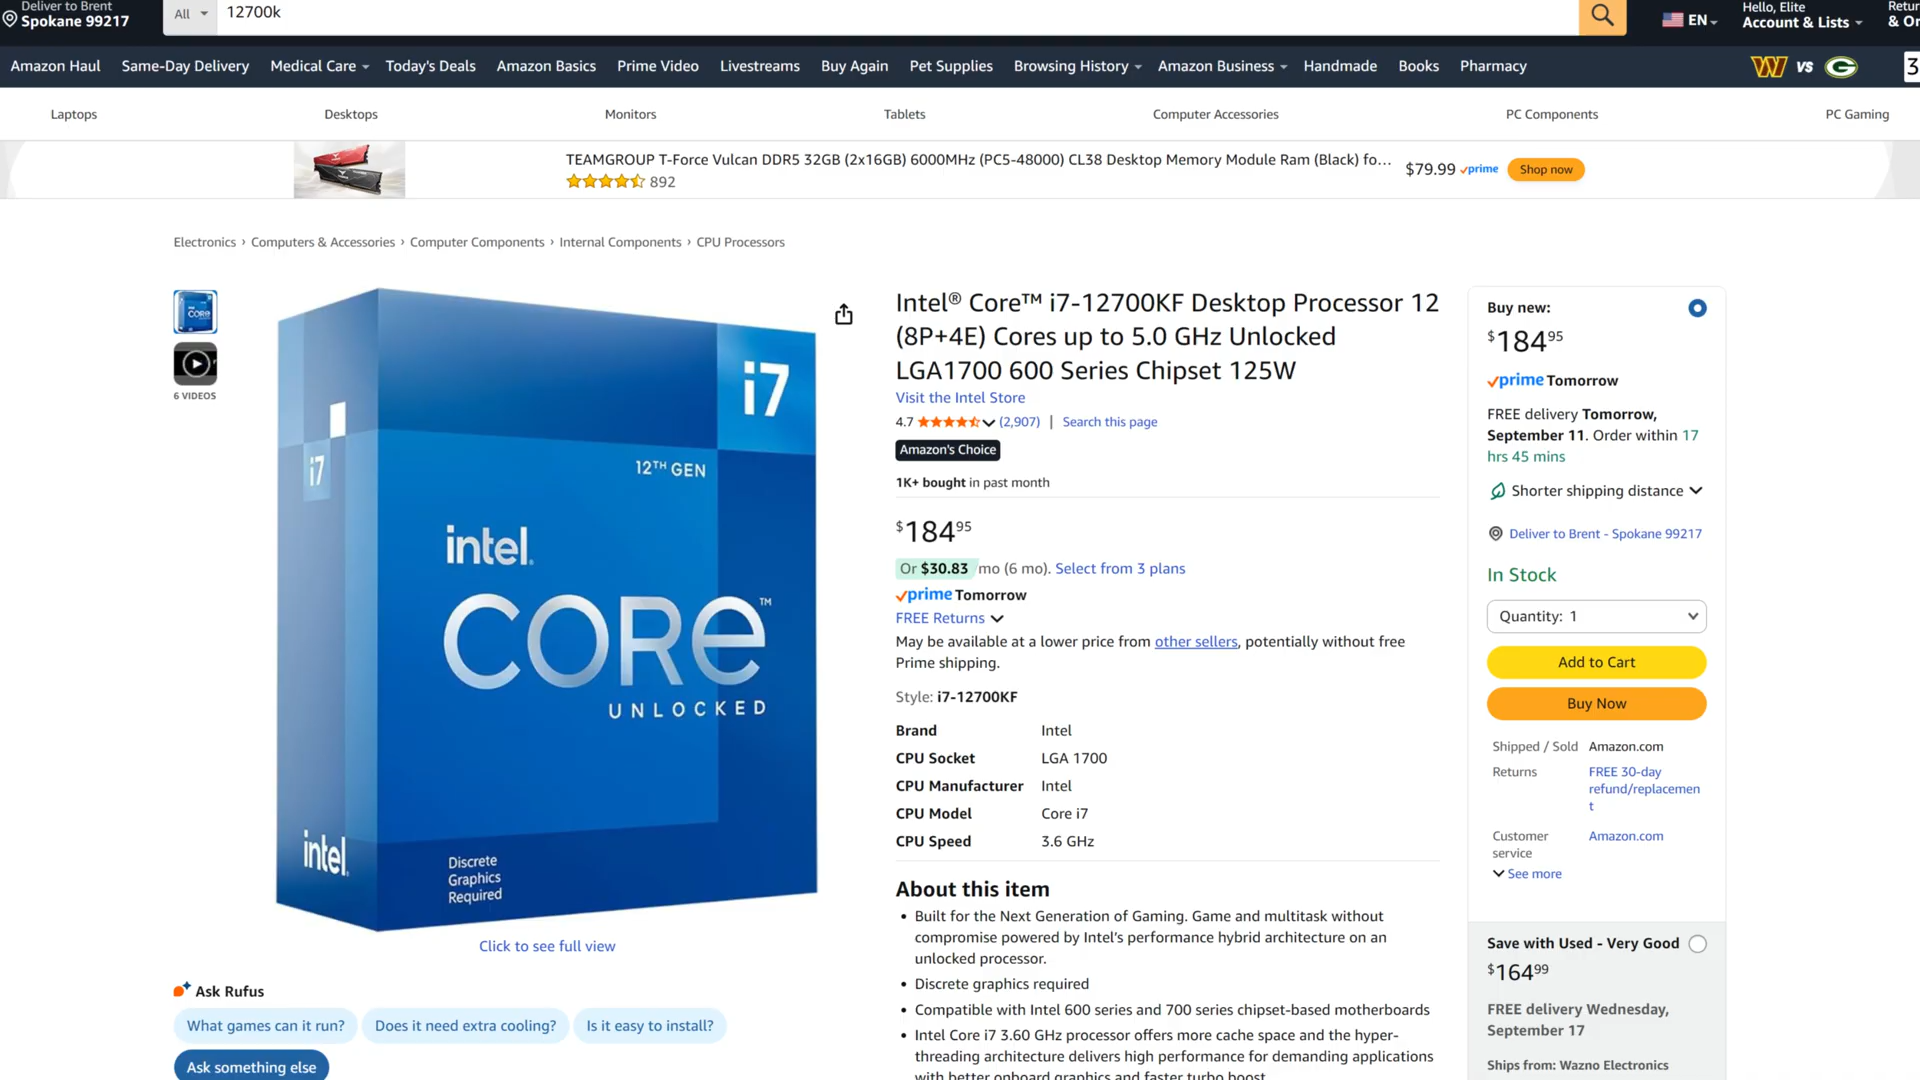 Deliver to Brent
Spokane 99217
All
12700k
EN
Hello, Elite
Account & Lists
Retur
& Or
Amazon Haul
Same-Day Delivery
Medical Care
Today's Deals
Amazon Basics
Prime Video
Livestreams
Buy Again
Pet Supplies
Browsing History
Amazon Business
Handmade
Books
Pharmacy
W VS G
3
Laptops
Desktops
Monitors
Tablets
Computer Accessories
PC Components
PC Gaming
TEAMGROUP T-Force Vulcan DDR5 32GB (2x16GB) 6000MHz (PC5-48000) CL38 Desktop Memory Module Ram (Black) fo...
892
$79.99 prime
Shop now
Electronics › Computers & Accessories › Computer Components › Internal Components › CPU Processors
6 VIDEOS
i7
i7
12TH GEN
intel.
CORE™
UNLOCKED
intel.
Discrete
Graphics
Required
Click to see full view
Ask Rufus
What games can it run?
Does it need extra cooling?
Is it easy to install?
Ask something else
Intel® Core™ i7-12700KF Desktop Processor 12
(8P+4E) Cores up to 5.0 GHz Unlocked
LGA1700 600 Series Chipset 125W
Visit the Intel Store
4.7 (2,907) | Search this page
Amazon's Choice
1K+ bought in past month
$18495
Or $30.83 /mo (6 mo). Select from 3 plans
prime Tomorrow
FREE Returns
May be available at a lower price from other sellers, potentially without free
Prime shipping.
Style: i7-12700KF
Brand Intel
CPU Socket LGA 1700
CPU Manufacturer Intel
CPU Model Core i7
CPU Speed 3.6 GHz
About this item
• Built for the Next Generation of Gaming. Game and multitask without
compromise powered by Intel's performance hybrid architecture on an
unlocked processor.
• Discrete graphics required
• Compatible with Intel 600 series and 700 series chipset-based motherboards
• Intel Core i7 3.60 GHz processor offers more cache space and the hyper-
threading architecture delivers high performance for demanding applications
with better onboard graphics and faster turbo boost
Buy new:
$18495
prime Tomorrow
FREE delivery Tomorrow,
September 11. Order within 17
hrs 45 mins
Shorter shipping distance
Deliver to Brent - Spokane 99217
In Stock
Quantity: 1
Add to Cart
Buy Now
Shipped / Sold Amazon.com
Returns FREE 30-day
refund/replacemen
t
Customer Amazon.com
service
See more
Save with Used - Very Good
$16499
FREE delivery Wednesday,
September 17
Ships from: Wazno Electronics